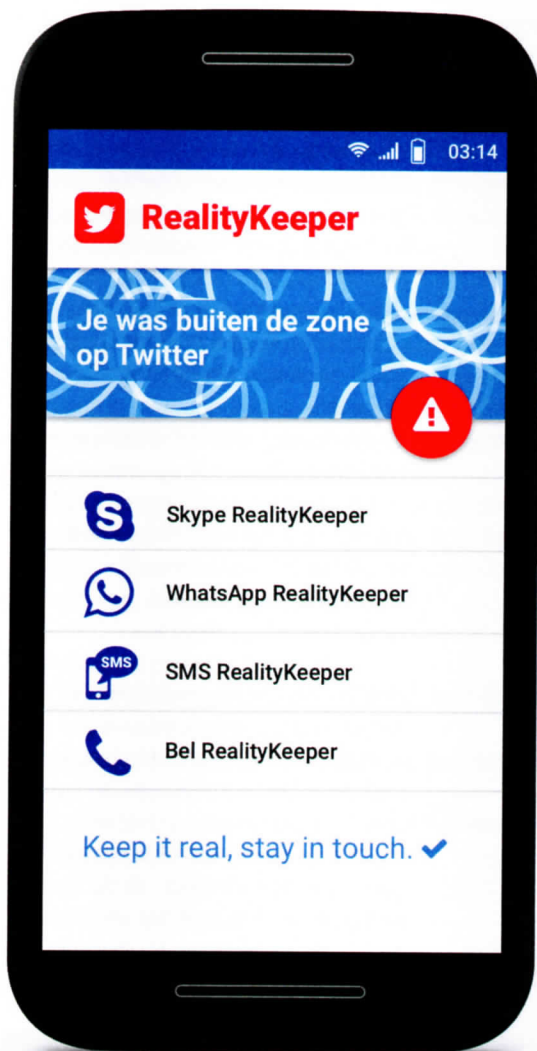 03:14
RealityKeeper
Je was buiten de zone
op Twitter
Skype RealityKeeper
WhatsApp RealityKeeper
SMS
SMS RealityKeeper
Bel RealityKeeper
Keep it real, stay in touch.